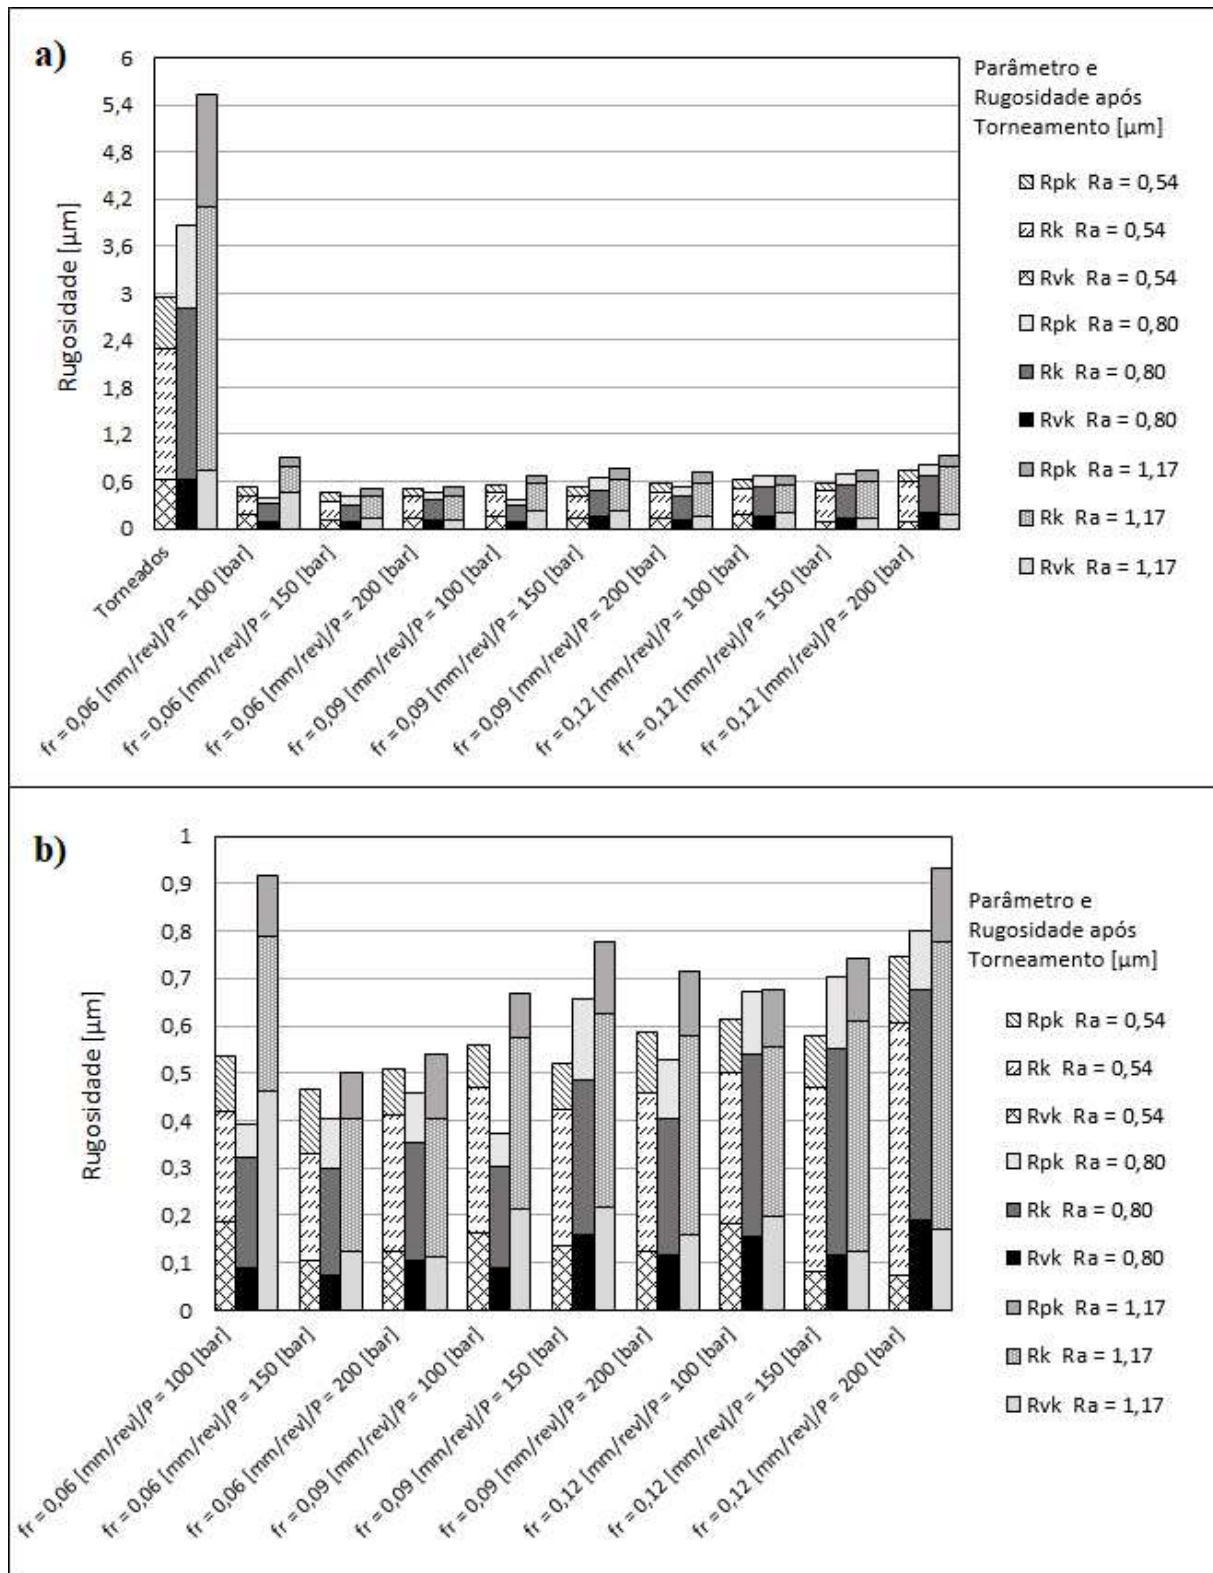 a)
Rugosidade [µm]
6
5,4
4,8
4,2
3,6
3
2,4
1,8
1,2
0,6
0
Torneados
fr = 0,06 [mm/rev]/P = 100 [bar]
fr = 0,06 [mm/rev]/P = 150 [bar]
fr = 0,06 [mm/rev]/P = 200 [bar]
fr = 0,09 [mm/rev]/P = 100 [bar]
fr = 0,09 [mm/rev]/P = 150 [bar]
fr = 0,09 [mm/rev]/P = 200 [bar]
fr = 0,12 [mm/rev]/P = 100 [bar]
fr = 0,12 [mm/rev]/P = 150 [bar]
fr = 0,12 [mm/rev]/P = 200 [bar]
Parâmetro e
Rugosidade após
Torneamento [µm]
Rpk Ra = 0,54
Rk Ra = 0,54
Rvk Ra = 0,54
Rpk Ra = 0,80
Rk Ra = 0,80
Rvk Ra = 0,80
Rpk Ra = 1,17
Rk Ra = 1,17
Rvk Ra = 1,17
b)
Rugosidade [µm]
1
0,9
0,8
0,7
0,6
0,5
0,4
0,3
0,2
0,1
0
fr = 0,06 [mm/rev]/P = 100 [bar]
fr = 0,06 [mm/rev]/P = 150 [bar]
fr = 0,06 [mm/rev]/P = 200 [bar]
fr = 0,09 [mm/rev]/P = 100 [bar]
fr = 0,09 [mm/rev]/P = 150 [bar]
fr = 0,09 [mm/rev]/P = 200 [bar]
fr = 0,12 [mm/rev]/P = 100 [bar]
fr = 0,12 [mm/rev]/P = 150 [bar]
fr = 0,12 [mm/rev]/P = 200 [bar]
Parâmetro e
Rugosidade após
Torneamento [µm]
Rpk Ra = 0,54
Rk Ra = 0,54
Rvk Ra = 0,54
Rpk Ra = 0,80
Rk Ra = 0,80
Rvk Ra = 0,80
Rpk Ra = 1,17
Rk Ra = 1,17
Rvk Ra = 1,17